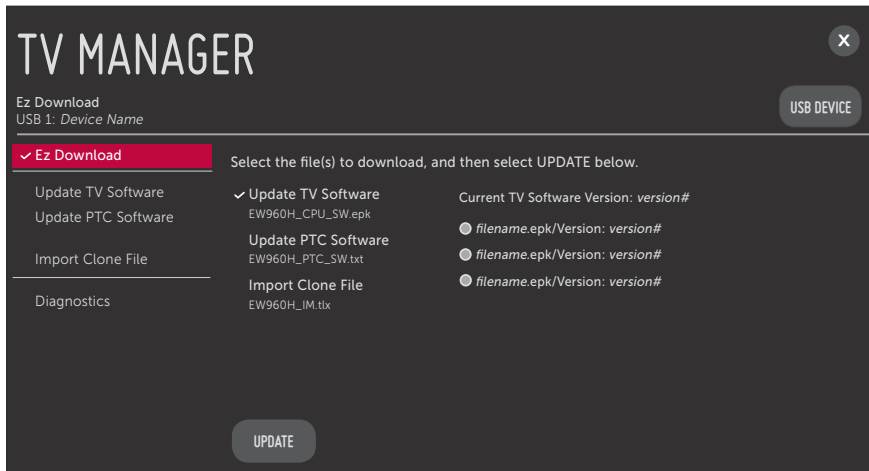 TV MANAGER
X
Ez Download
USB 1: Device Name
USB DEVICE
Ez Download
Update TV Software
Update PTC Software
Import Clone File
Diagnostics
Select the file(s) to download, and then select UPDATE below.
Update TV Software
EW960H_CPU_SW.epk
Update PTC Software
EW960H_PTC_SW.txt
Import Clone File
EW960H_IM.tlx
Current TV Software Version: version#
filename.epk/Version: version#
filename.epk/Version: version#
filename.epk/Version: version#
UPDATE